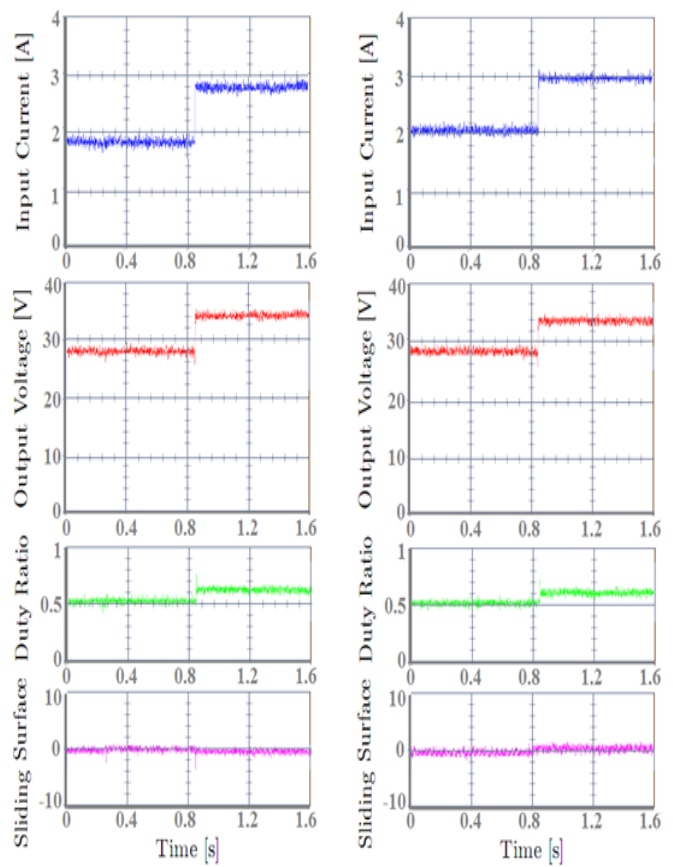 Input Current [A]
4
3
2
1
0
0 0.4 0.8 1.2 1.6
Input Current [A]
4
3
2
1
0
0 0.4 0.8 1.2 1.6
Output Voltage [V]
40
30
20
10
0
0 0.4 0.8 1.2 1.6
Output Voltage [V]
40
30
20
10
0
0 0.4 0.8 1.2 1.6
Duty Ratio
1
0.5
0
0 0.4 0.8 1.2 1.6
Duty Ratio
1
0.5
0
0 0.4 0.8 1.2 1.6
Sliding Surface
10
0
-10
0 0.4 0.8 1.2 1.6
Time [s]
Sliding Surface
10
0
-10
0 0.4 0.8 1.2 1.6
Time [s]